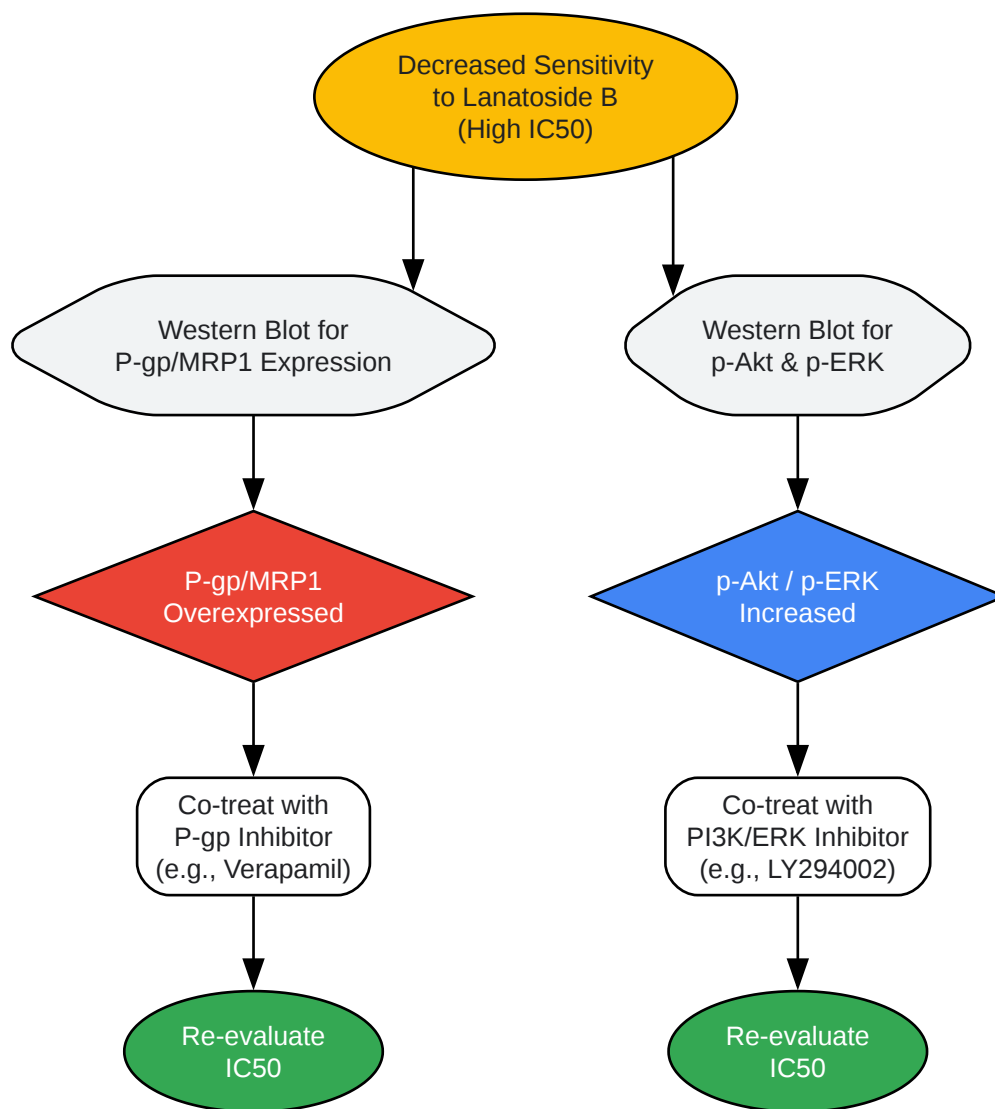 Decreased Sensitivity
to Lanatoside B
(High IC50)
Western Blot for
P-gp/MRP1 Expression
Western Blot for
p-Akt & p-ERK
P-gp/MRP1
Overexpressed
p-Akt / p-ERK
Increased
Co-treat with
P-gp Inhibitor
(e.g., Verapamil)
Co-treat with
PI3K/ERK Inhibitor
(e.g., LY294002)
Re-evaluate
IC50
Re-evaluate
IC50